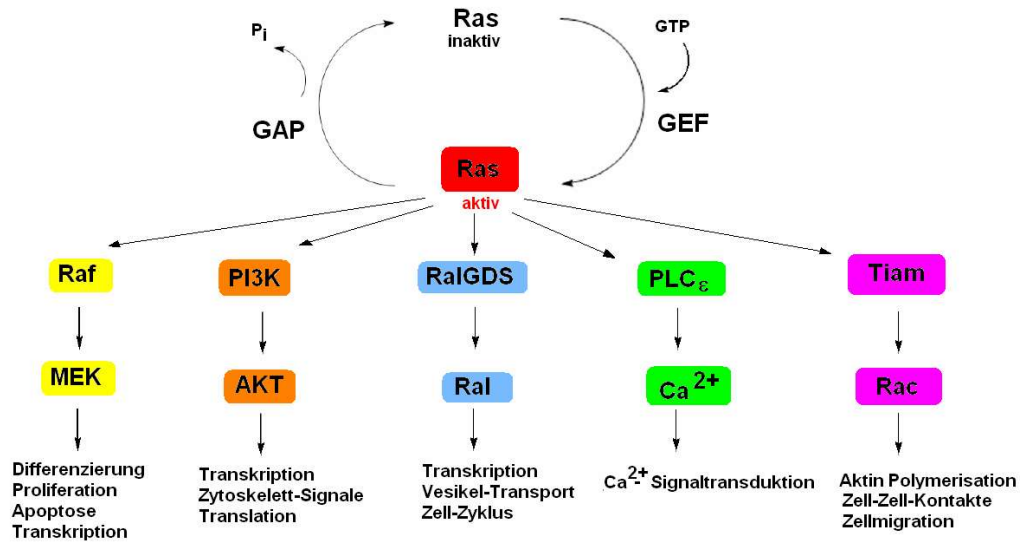 Ras
inaktiv
Pi
GTP
GAP
GEF
Ras
aktiv
Raf
PI3K
RalGDS
PLCε
Tiam
MEK
AKT
Ral
Ca2+
Rac
Differenzierung
Proliferation
Apoptose
Transkription
Transkription
Zytoskelett-Signale
Translation
Transkription
Vesikel-Transport
Zell-Zyklus
Ca2+ Signaltransduktion
Aktin Polymerisation
Zell-Zell-Kontakte
Zellmigration